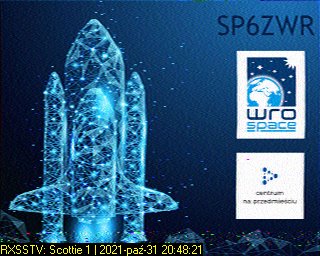 SP6ZWR
wro
space
centrum
na przedmieściu
RXSSTV: Scottie 1 | 2021-paź-31 20:48:21